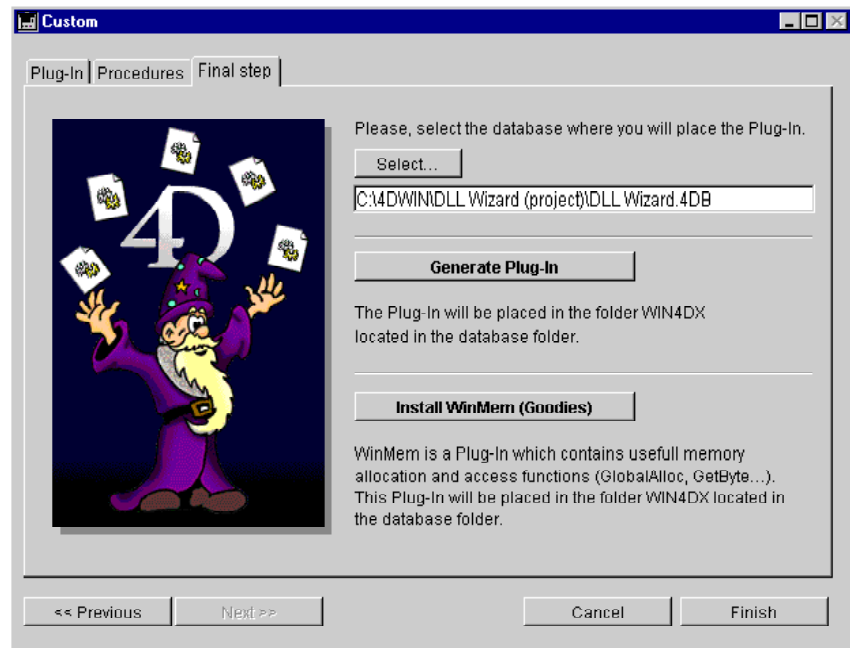 Custom
Plug-In Procedures Final step
4D
Please, select the database where you will place the Plug-In.
Select...
C:\4DWIN\DLL Wizard (project)\DLL Wizard.4DB
Generate Plug-In
The Plug-In will be placed in the folder WIN4DX
located in the database folder.
Install WinMem (Goodies)
WinMem is a Plug-In which contains usefull memory
allocation and access functions (GlobalAlloc, GetByte...).
This Plug-In will be placed in the folder WIN4DX located in
the database folder.
<< Previous Next >> Cancel Finish